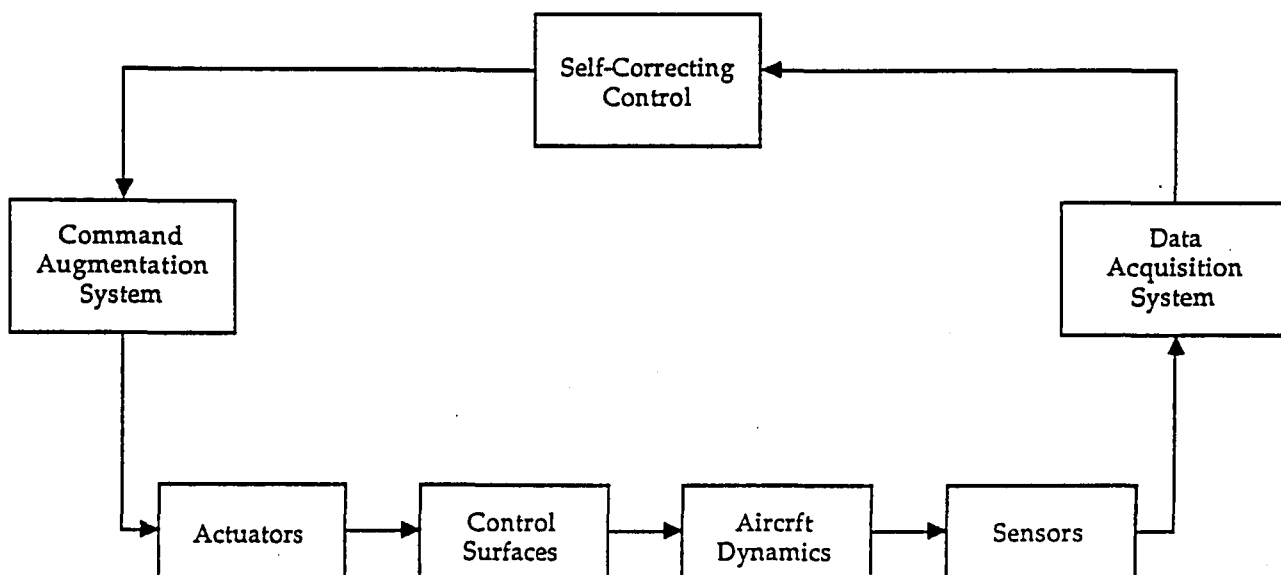 Self-Correcting
Control
Command
Augmentation
System
Data
Acquisition
System
Actuators
Control
Surfaces
Aircrft
Dynamics
Sensors